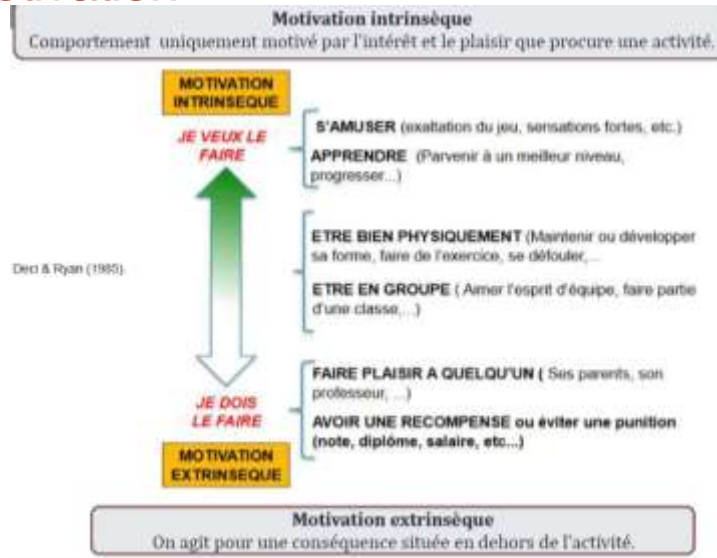 Motivation intrinsèque
Comportement uniquement motivé par l'intérêt et le plaisir que procure une activité.
MOTIVATION
INTRINSEQUE
JE VEUX LE
FAIRE
S'AMUSER (exaltation du jeu, sensations fortes, etc.)
APPRENDRE (Parvenir à un meilleur niveau,
progresser...)
ETRE BIEN PHYSIQUEMENT (Maintenir ou développer
sa forme, faire de l'exercice, se défouler,...
Deci & Ryan (1985).
ETRE EN GROUPE ( Aimer l'esprit d'équipe, faire partie
d'une classe,...)
FAIRE PLAISIR A QUELQU'UN ( Ses parents, son
professeur, ...)
JE DOIS
LE FAIRE
AVOIR UNE RECOMPENSE ou éviter une punition
(note, diplôme, salaire, etc...)
MOTIVATION
EXTRINSEQUE
Motivation extrinsèque
On agit pour une conséquence située en dehors de l'activité.